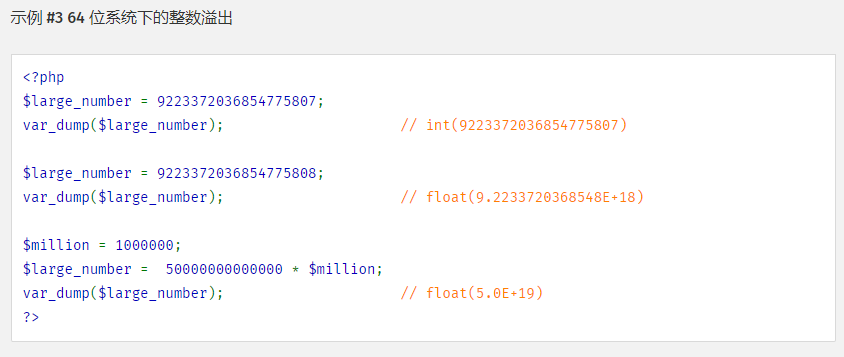 示例 #3 64 位系统下的整数溢出
<?php
$large_number = 9223372036854775807;
var_dump($large_number);                     // int(9223372036854775807)
$large_number = 9223372036854775808;
var_dump($large_number);                     // float(9.2233720368548E+18)
$million = 1000000;
$large_number =  50000000000000 * $million;
var_dump($large_number);                     // float(5.0E+19)
?>